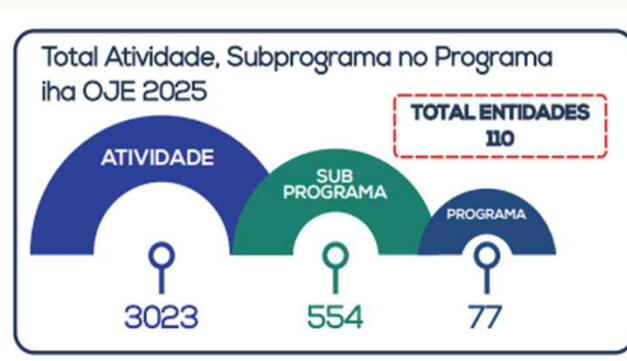 Total Atividade, Subprograma no Programa
iha OJE 2025
TOTAL ENTIDADES
110
ATIVIDADE
SUB
PROGRAMA
PROGRAMA
3023
554
77